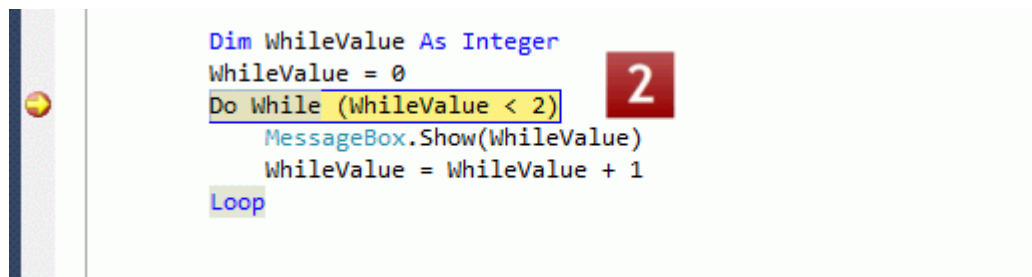 Dim WhileValue As Integer
WhileValue = 0
Do While (WhileValue < 2)
2
MessageBox.Show(WhileValue)
WhileValue = WhileValue + 1
Loop